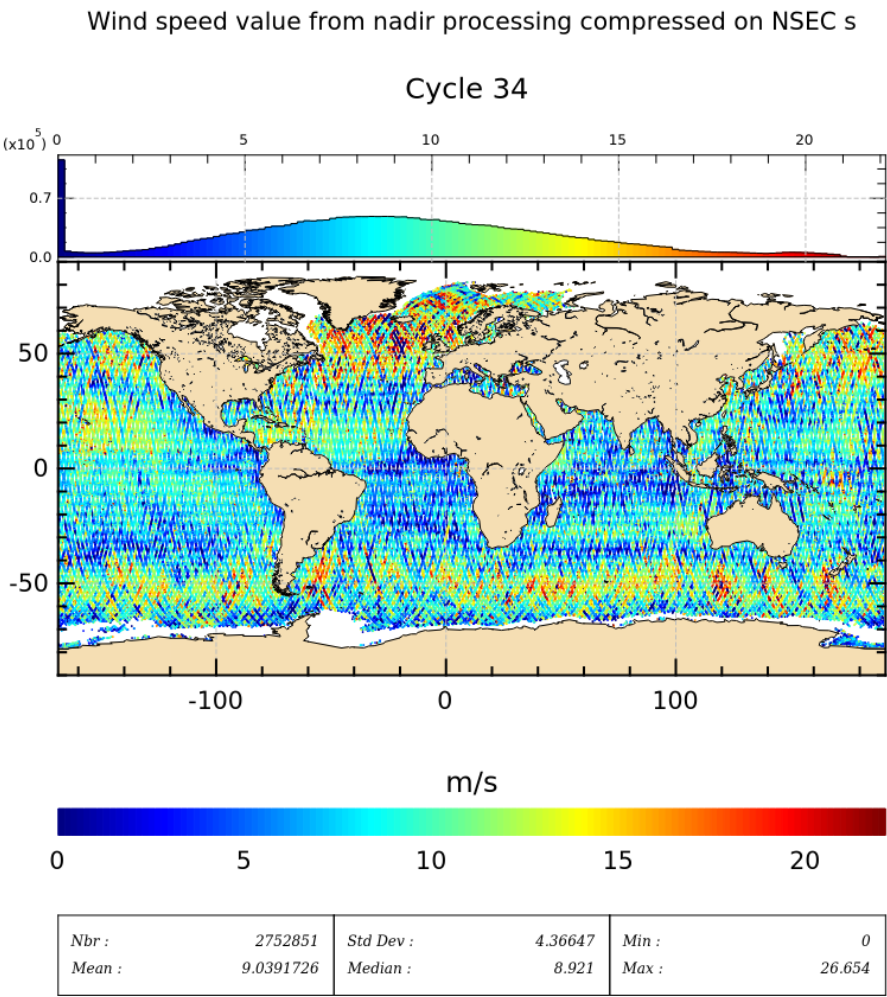 Wind speed value from nadir processing compressed on NSEC s
Cycle 34
(x10^5) 0 5 10 15 20
0.7
0.0
50
0
-50
-100 0 100
m/s
0 5 10 15 20
Nbr : 2752851 Std Dev : 4.36647 Min : 0
Mean : 9.0391726 Median : 8.921 Max : 26.654